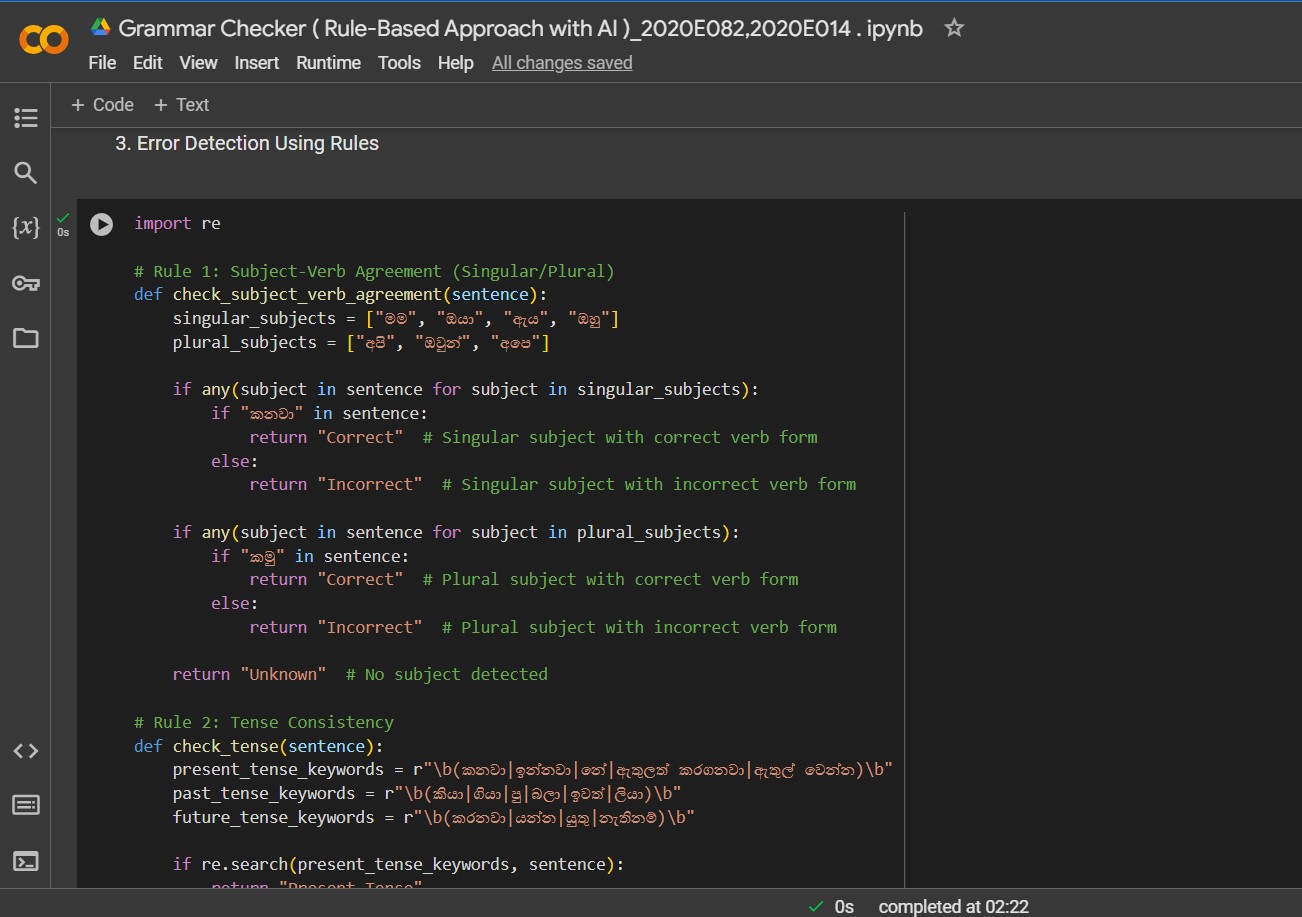 Grammar Checker ( Rule-Based Approach with AI )_2020E082,2020E014 . ipynb
File Edit View Insert Runtime Tools Help All changes saved
+ Code + Text
3. Error Detection Using Rules
0s
import re
# Rule 1: Subject-Verb Agreement (Singular/Plural)
def check_subject_verb_agreement(sentence):
singular_subjects = ["මම", "ඔයා", "ඇය", "ඔහු"]
plural_subjects = ["අපි", "ඔවුන්", "අපෙ"]
if any(subject in sentence for subject in singular_subjects):
if "කනවා" in sentence:
return "Correct" # Singular subject with correct verb form
else:
return "Incorrect" # Singular subject with incorrect verb form
if any(subject in sentence for subject in plural_subjects):
if "කමු" in sentence:
return "Correct" # Plural subject with correct verb form
else:
return "Incorrect" # Plural subject with incorrect verb form
return "Unknown" # No subject detected
# Rule 2: Tense Consistency
def check_tense(sentence):
present_tense_keywords = r"\b(කනවා|ඉන්නවා|නේ|ඇතුලත් කරගනවා|ඇතුල් වෙන්න)\b"
past_tense_keywords = r"\b(කියා|ගියා|පු|බලා|ඉවත්|ලියා)\b"
future_tense_keywords = r"\b(කරනවා|යන්න|යුතු|නැතිනම්)\b"
if re.search(present_tense_keywords, sentence):
return "Present Tense"
0s completed at 02:22